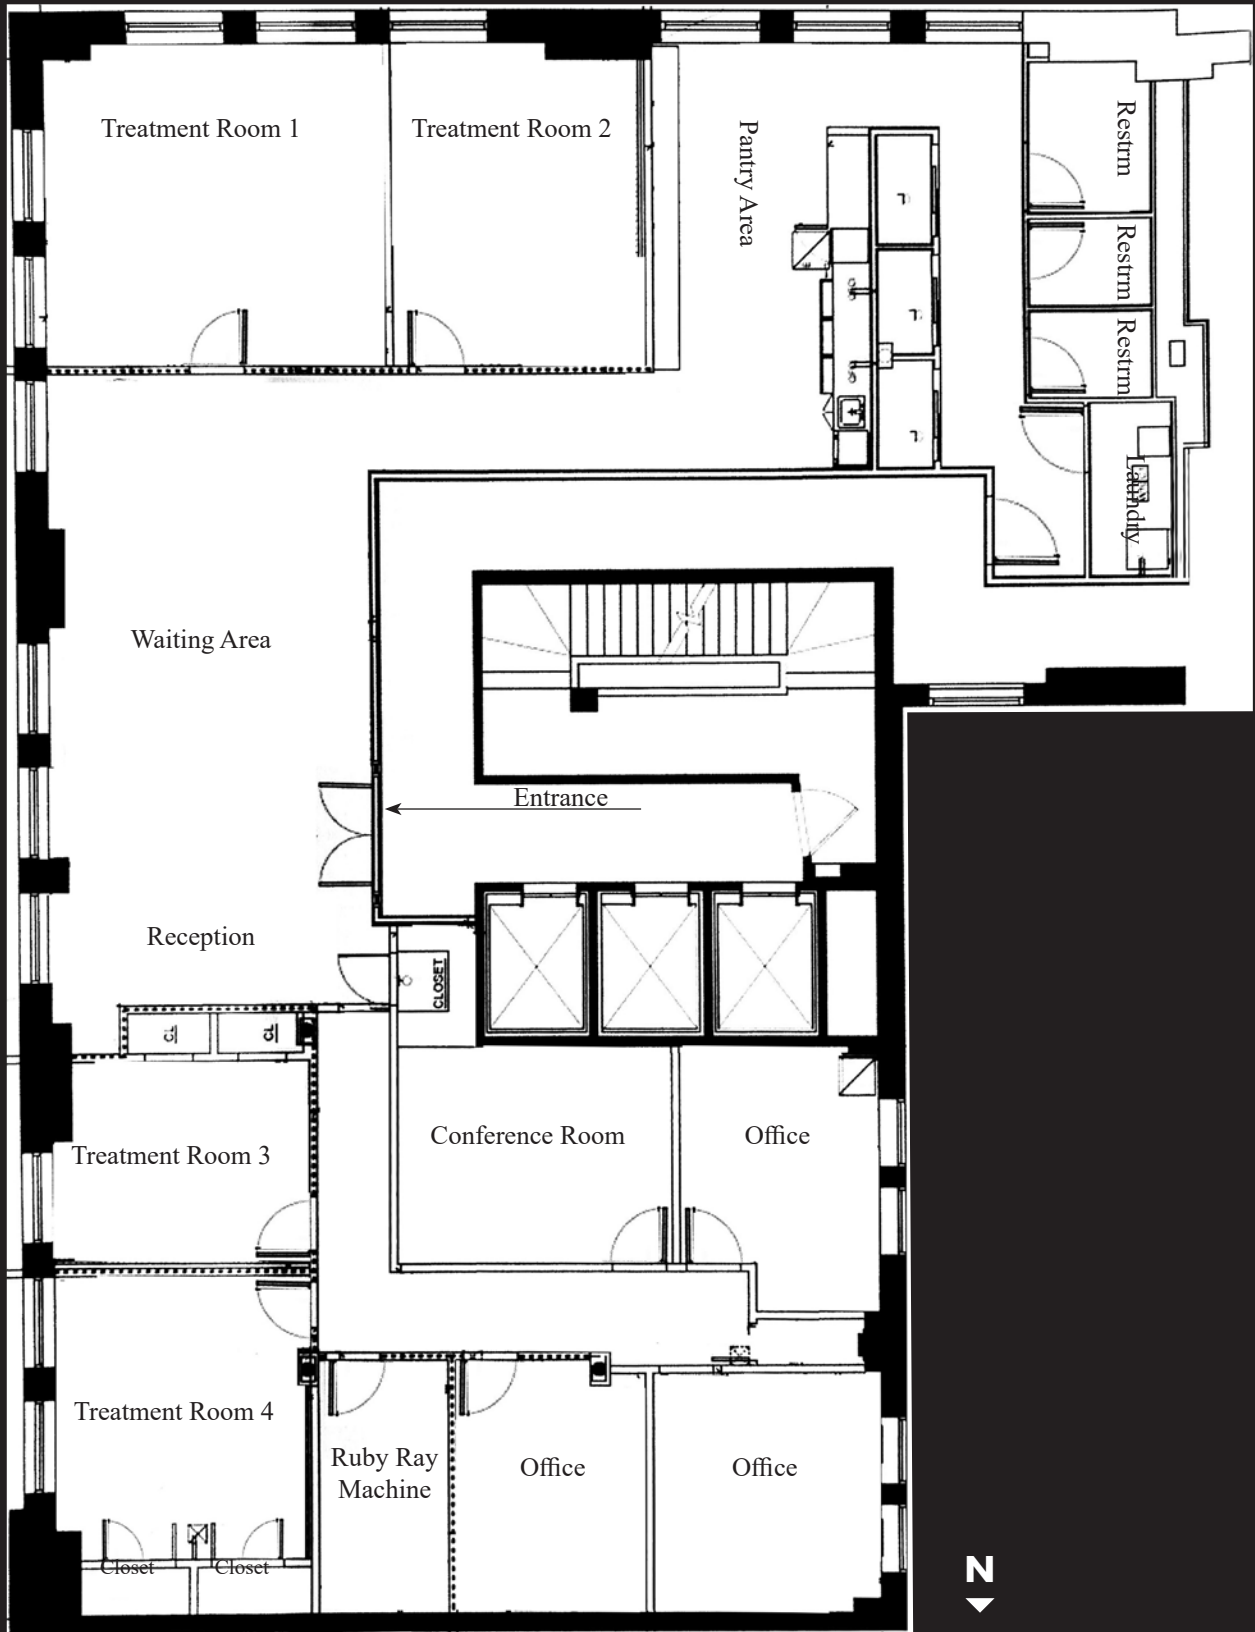 Treatment Room 1
Treatment Room 2
Pantry Area
Restrm
Restrm
Restrm
Laundry
Waiting Area
Entrance
Reception
CLOSET
CL
CL
Conference Room
Office
Treatment Room 3
Treatment Room 4
Ruby Ray
Machine
Office
Office
Closet
Closet
N